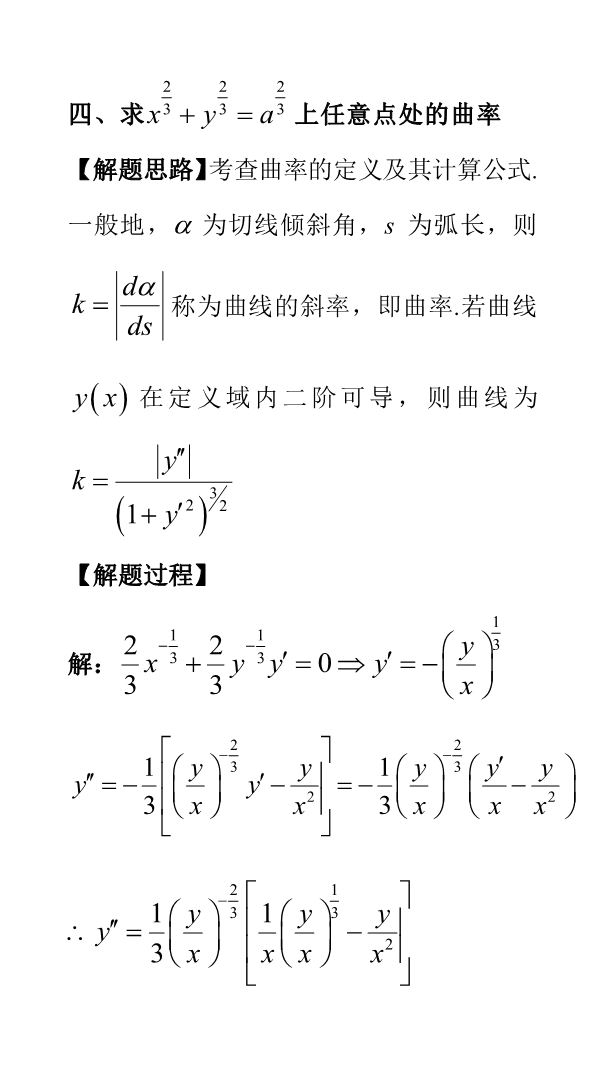 四、求 $x^{\frac{2}{3}} + y^{\frac{2}{3}} = a^{\frac{2}{3}}$ 上任意点处的曲率
【解题思路】考查曲率的定义及其计算公式.
一般地，$\alpha$ 为切线倾斜角，$s$ 为弧长，则
$k = \left|\frac{d\alpha}{ds}\right|$ 称为曲线的斜率，即曲率.若曲线
$y(x)$ 在定义域内二阶可导，则曲线为
$k = \frac{|y''|}{(1+y'^2)^{3/2}}$
【解题过程】
解：$\frac{2}{3}x^{-\frac{1}{3}} + \frac{2}{3}y^{-\frac{1}{3}}y' = 0 \Rightarrow y' = -\left(\frac{y}{x}\right)^{\frac{1}{3}}$
$y'' = -\frac{1}{3}\left[\left(\frac{y}{x}\right)^{-\frac{2}{3}} y' - \frac{y}{x^2}\right] = -\frac{1}{3}\left(\frac{y}{x}\right)^{-\frac{2}{3}}\left(\frac{y'}{x} - \frac{y}{x^2}\right)$
$\therefore y'' = \frac{1}{3}\left(\frac{y}{x}\right)^{-\frac{2}{3}}\left[\frac{1}{x}\left(\frac{y}{x}\right)^{\frac{1}{3}} - \frac{y}{x^2}\right]$